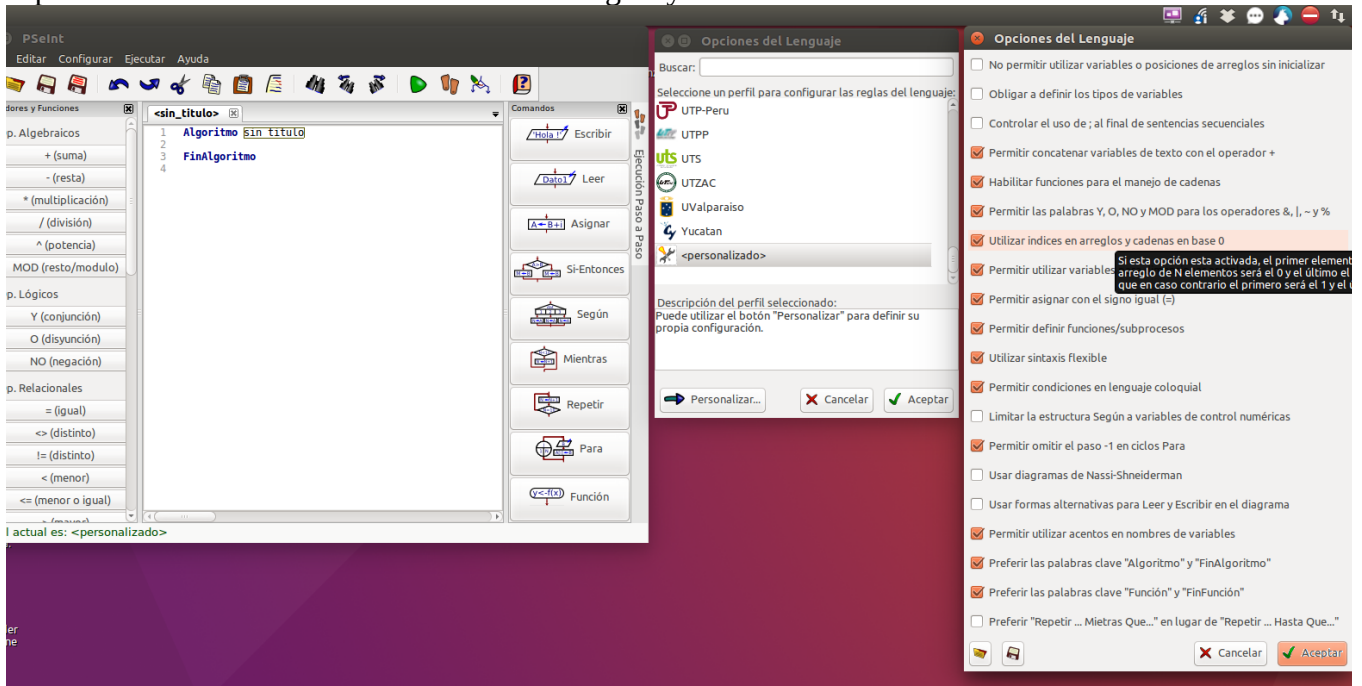 PSeInt
Editar Configurar Ejecutar Ayuda
dores y Funciones
p. Algebraicos
+ (suma)
- (resta)
* (multiplicación)
/ (división)
^ (potencia)
MOD (resto/modulo)
p. Lógicos
Y (conjunción)
O (disyunción)
NO (negación)
p. Relacionales
= (igual)
<> (distinto)
!= (distinto)
< (menor)
<= (menor o igual)
<sin_titulo>
1 Algoritmo sin_titulo
2
3 FinAlgoritmo
4
Comandos
'Hola !' Escribir
Dato1 Leer
A←B+1 Asignar
Si-Entonces
Según
Mientras
Repetir
Para
y<-f(x) Función
Ejecución Paso a Paso
l actual es: <personalizado>
Opciones del Lenguaje
Buscar:
Seleccione un perfil para configurar las reglas del lenguaje:
UTP-Peru
UTPP
uts UTS
UTZAC
UValparaiso
Yucatan
<personalizado>
Descripción del perfil seleccionado:
Puede utilizar el botón "Personalizar" para definir su
propia configuración.
Personalizar...
Cancelar
Aceptar
Opciones del Lenguaje
No permitir utilizar variables o posiciones de arreglos sin inicializar
Obligar a definir los tipos de variables
Controlar el uso de ; al final de sentencias secuenciales
Permitir concatenar variables de texto con el operador +
Habilitar funciones para el manejo de cadenas
Permitir las palabras Y, O, NO y MOD para los operadores &, |, ~ y %
Utilizar indices en arreglos y cadenas en base 0
Si esta opción esta activada, el primer element
Permitir utilizar variables
arreglo de N elementos será el 0 y el último el
que en caso contrario el primero será el 1 y el
Permitir asignar con el signo igual (=)
Permitir definir funciones/subprocesos
Utilizar sintaxis flexible
Permitir condiciones en lenguaje coloquial
Limitar la estructura Según a variables de control numéricas
Permitir omitir el paso -1 en ciclos Para
Usar diagramas de Nassi-Shneiderman
Usar formas alternativas para Leer y Escribir en el diagrama
Permitir utilizar acentos en nombres de variables
Preferir las palabras clave "Algoritmo" y "FinAlgoritmo"
Preferir las palabras clave "Función" y "FinFunción"
Preferir "Repetir ... Mietras Que..." en lugar de "Repetir ... Hasta Que..."
Cancelar
Aceptar